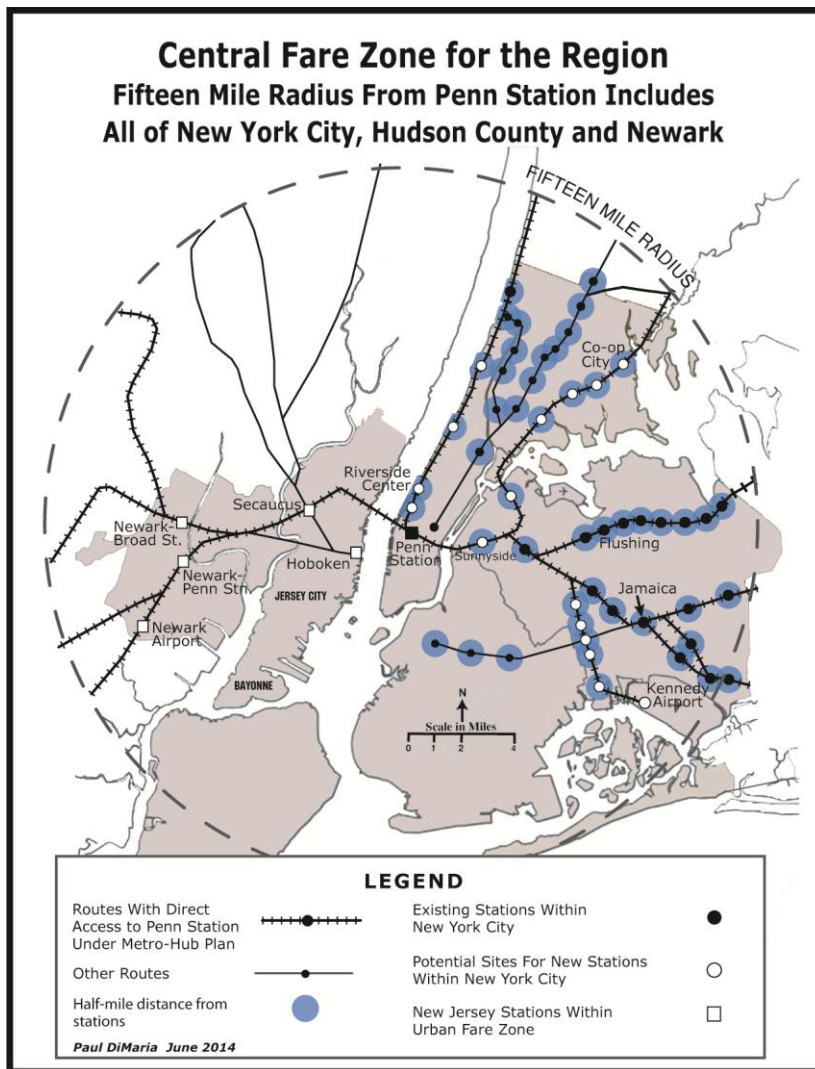 Central Fare Zone for the Region
Fifteen Mile Radius From Penn Station Includes
All of New York City, Hudson County and Newark
FIFTEEN MILE RADIUS
Co-op
City
Riverside
Center
Secaucus
Newark-
Broad St.
Penn
Station
Sunnyside
Flushing
Hoboken
Newark-
Penn Stn.
JERSEY CITY
Jamaica
Newark
Airport
BAYONNE
Kennedy
Airport
N
Scale in Miles
0 1 2 4
LEGEND
Routes With Direct
Access to Penn Station
Under Metro-Hub Plan
Other Routes
Half-mile distance from
stations
Existing Stations Within
New York City
Potential Sites For New Stations
Within New York City
New Jersey Stations Within
Urban Fare Zone
Paul DiMaria June 2014